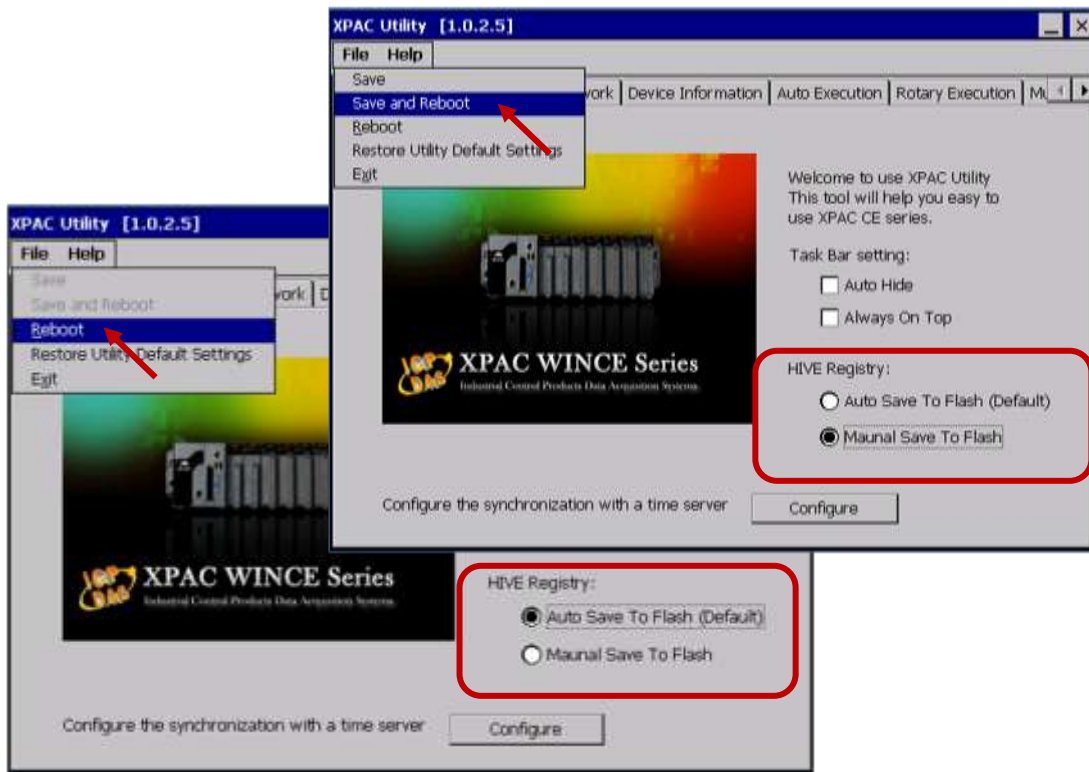 XPAC Utility [1.0.2.5]
File Help
Save
Save and Reboot
Reboot
Restore Utility Default Settings
Exit
work Device Information Auto Execution Rotary Execution Mu
Welcome to use XPAC Utility
This tool will help you easy to
use XPAC CE series.
Task Bar setting:
Auto Hide
Always On Top
HIVE Registry:
Auto Save To Flash (Default)
Maunal Save To Flash
XPAC WINCE Series
Industrial Control Products Data Acquisition Systems
Configure the synchronization with a time server
Configure
XPAC Utility [1.0.2.5]
File Help
Save
Save and Reboot
Reboot
Restore Utility Default Settings
Exit
work D
XPAC WINCE Series
Industrial Control Products Data Acquisition Systems
HIVE Registry:
Auto Save To Flash (Default)
Maunal Save To Flash
Configure the synchronization with a time server
Configure